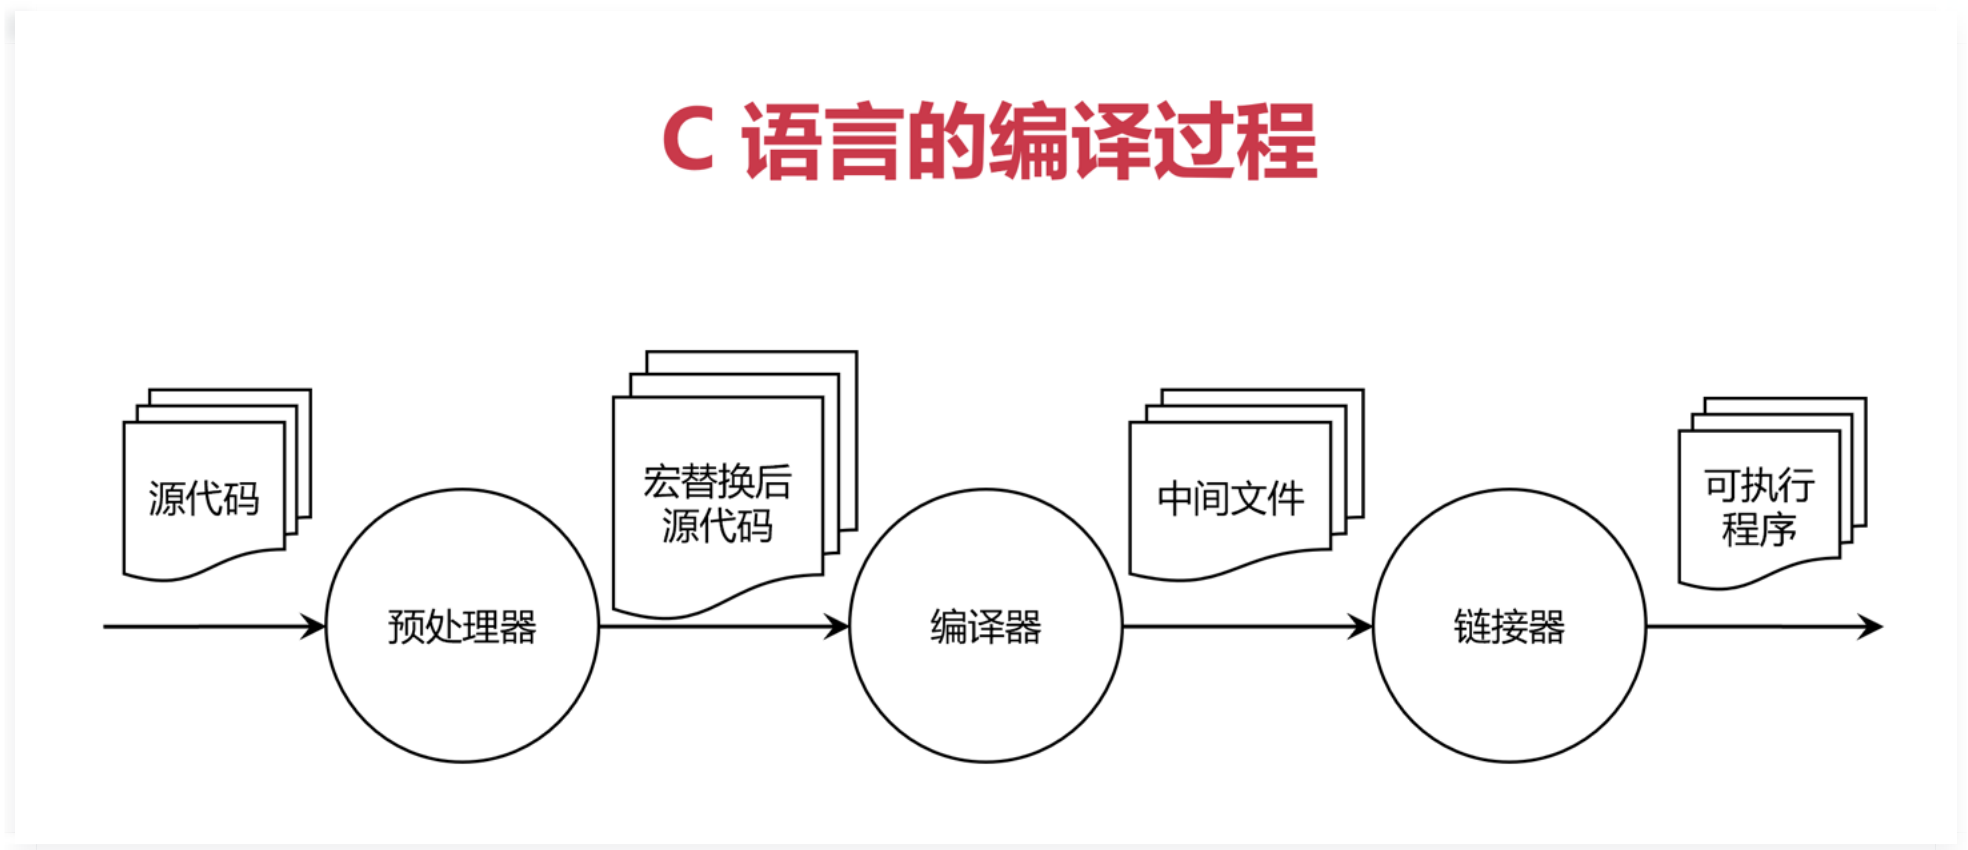 C 语言的编译过程
源代码
预处理器
宏替换后
源代码
编译器
中间文件
链接器
可执行
程序